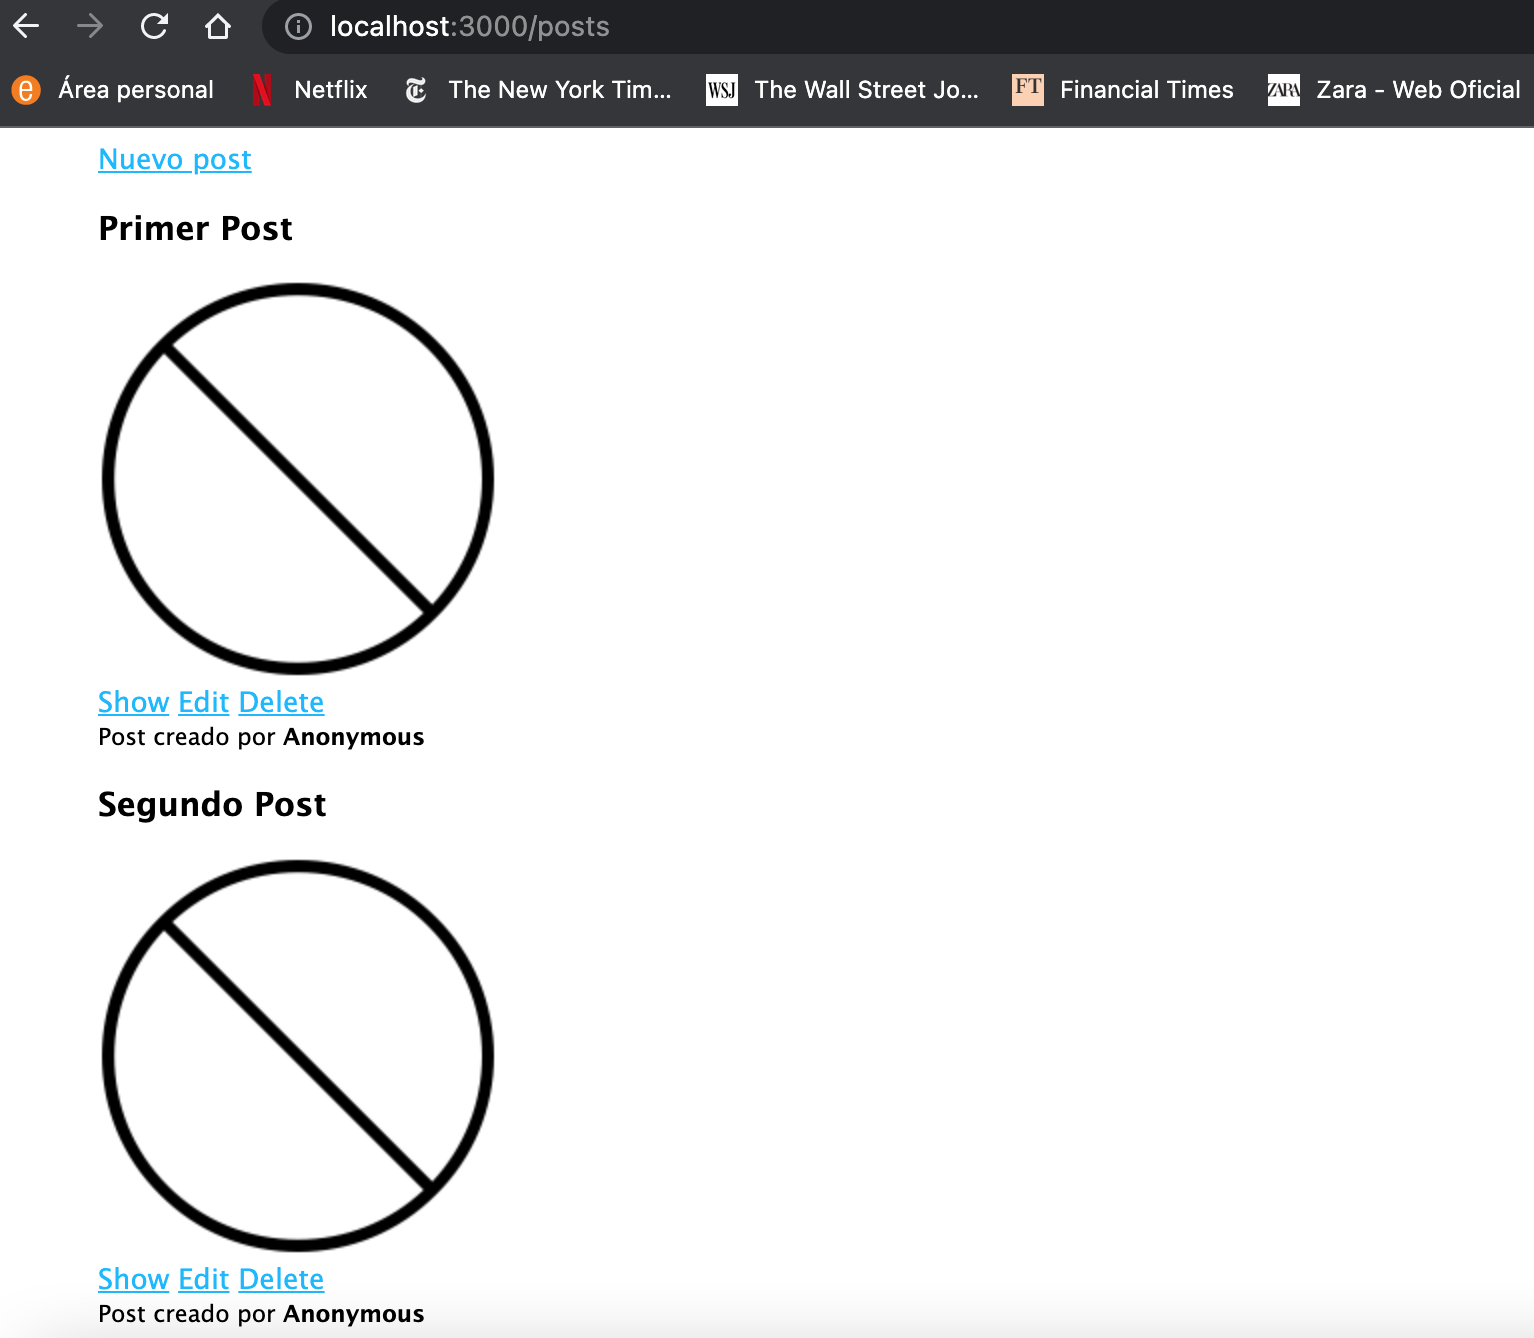 localhost:3000/posts
e Área personal N Netflix T The New York Tim... WSJ The Wall Street Jo... FT Financial Times ZARA Zara - Web Oficial
Nuevo post
Primer Post
Show Edit Delete
Post creado por Anonymous
Segundo Post
Show Edit Delete
Post creado por Anonymous